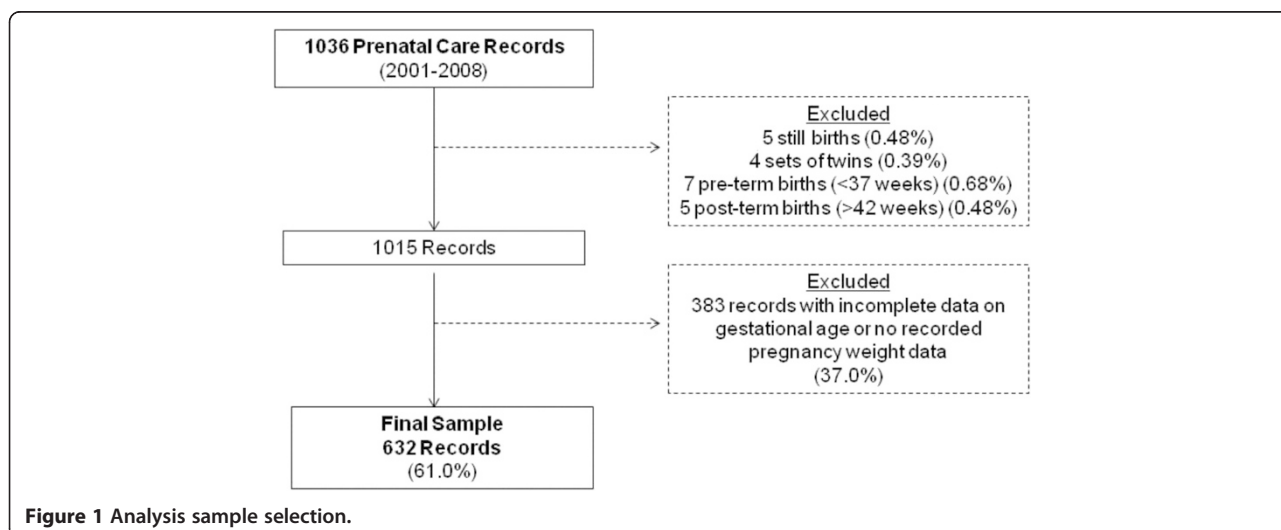 1036 Prenatal Care Records
(2001-2008)
Excluded
5 still births (0.48%)
4 sets of twins (0.39%)
7 pre-term births (<37 weeks) (0.68%)
5 post-term births (>42 weeks) (0.48%)
1015 Records
Excluded
383 records with incomplete data on
gestational age or no recorded
pregnancy weight data
(37.0%)
Final Sample
632 Records
(61.0%)
Figure 1 Analysis sample selection.